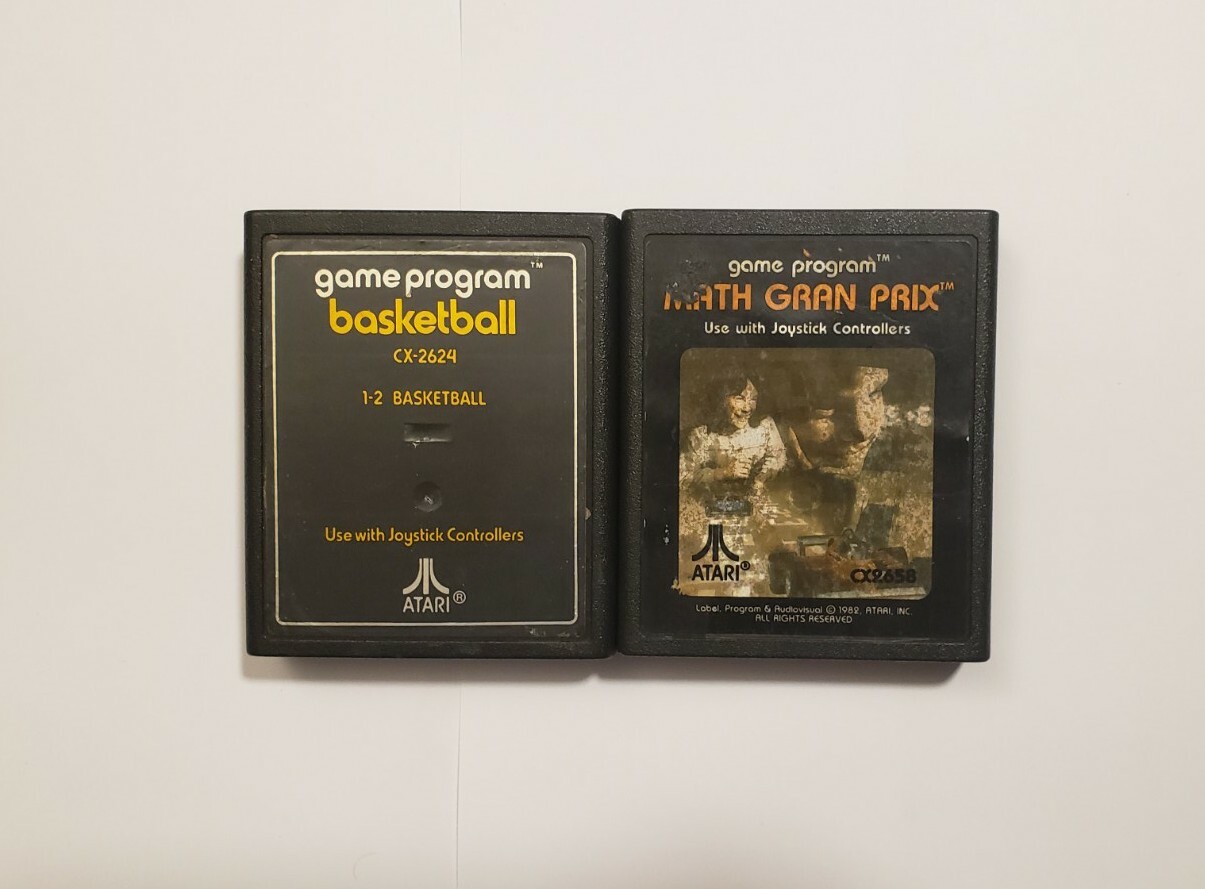 game program™
basketball
CX-2624
1-2 BASKETBALL
Use with Joystick Controllers
ATARI®
game program™
MATH GRAN PRIX™
Use with Joystick Controllers
ATARI®
CX2658
Label, Program & Audiovisual © 1982, ATARI, INC.
ALL RIGHTS RESERVED